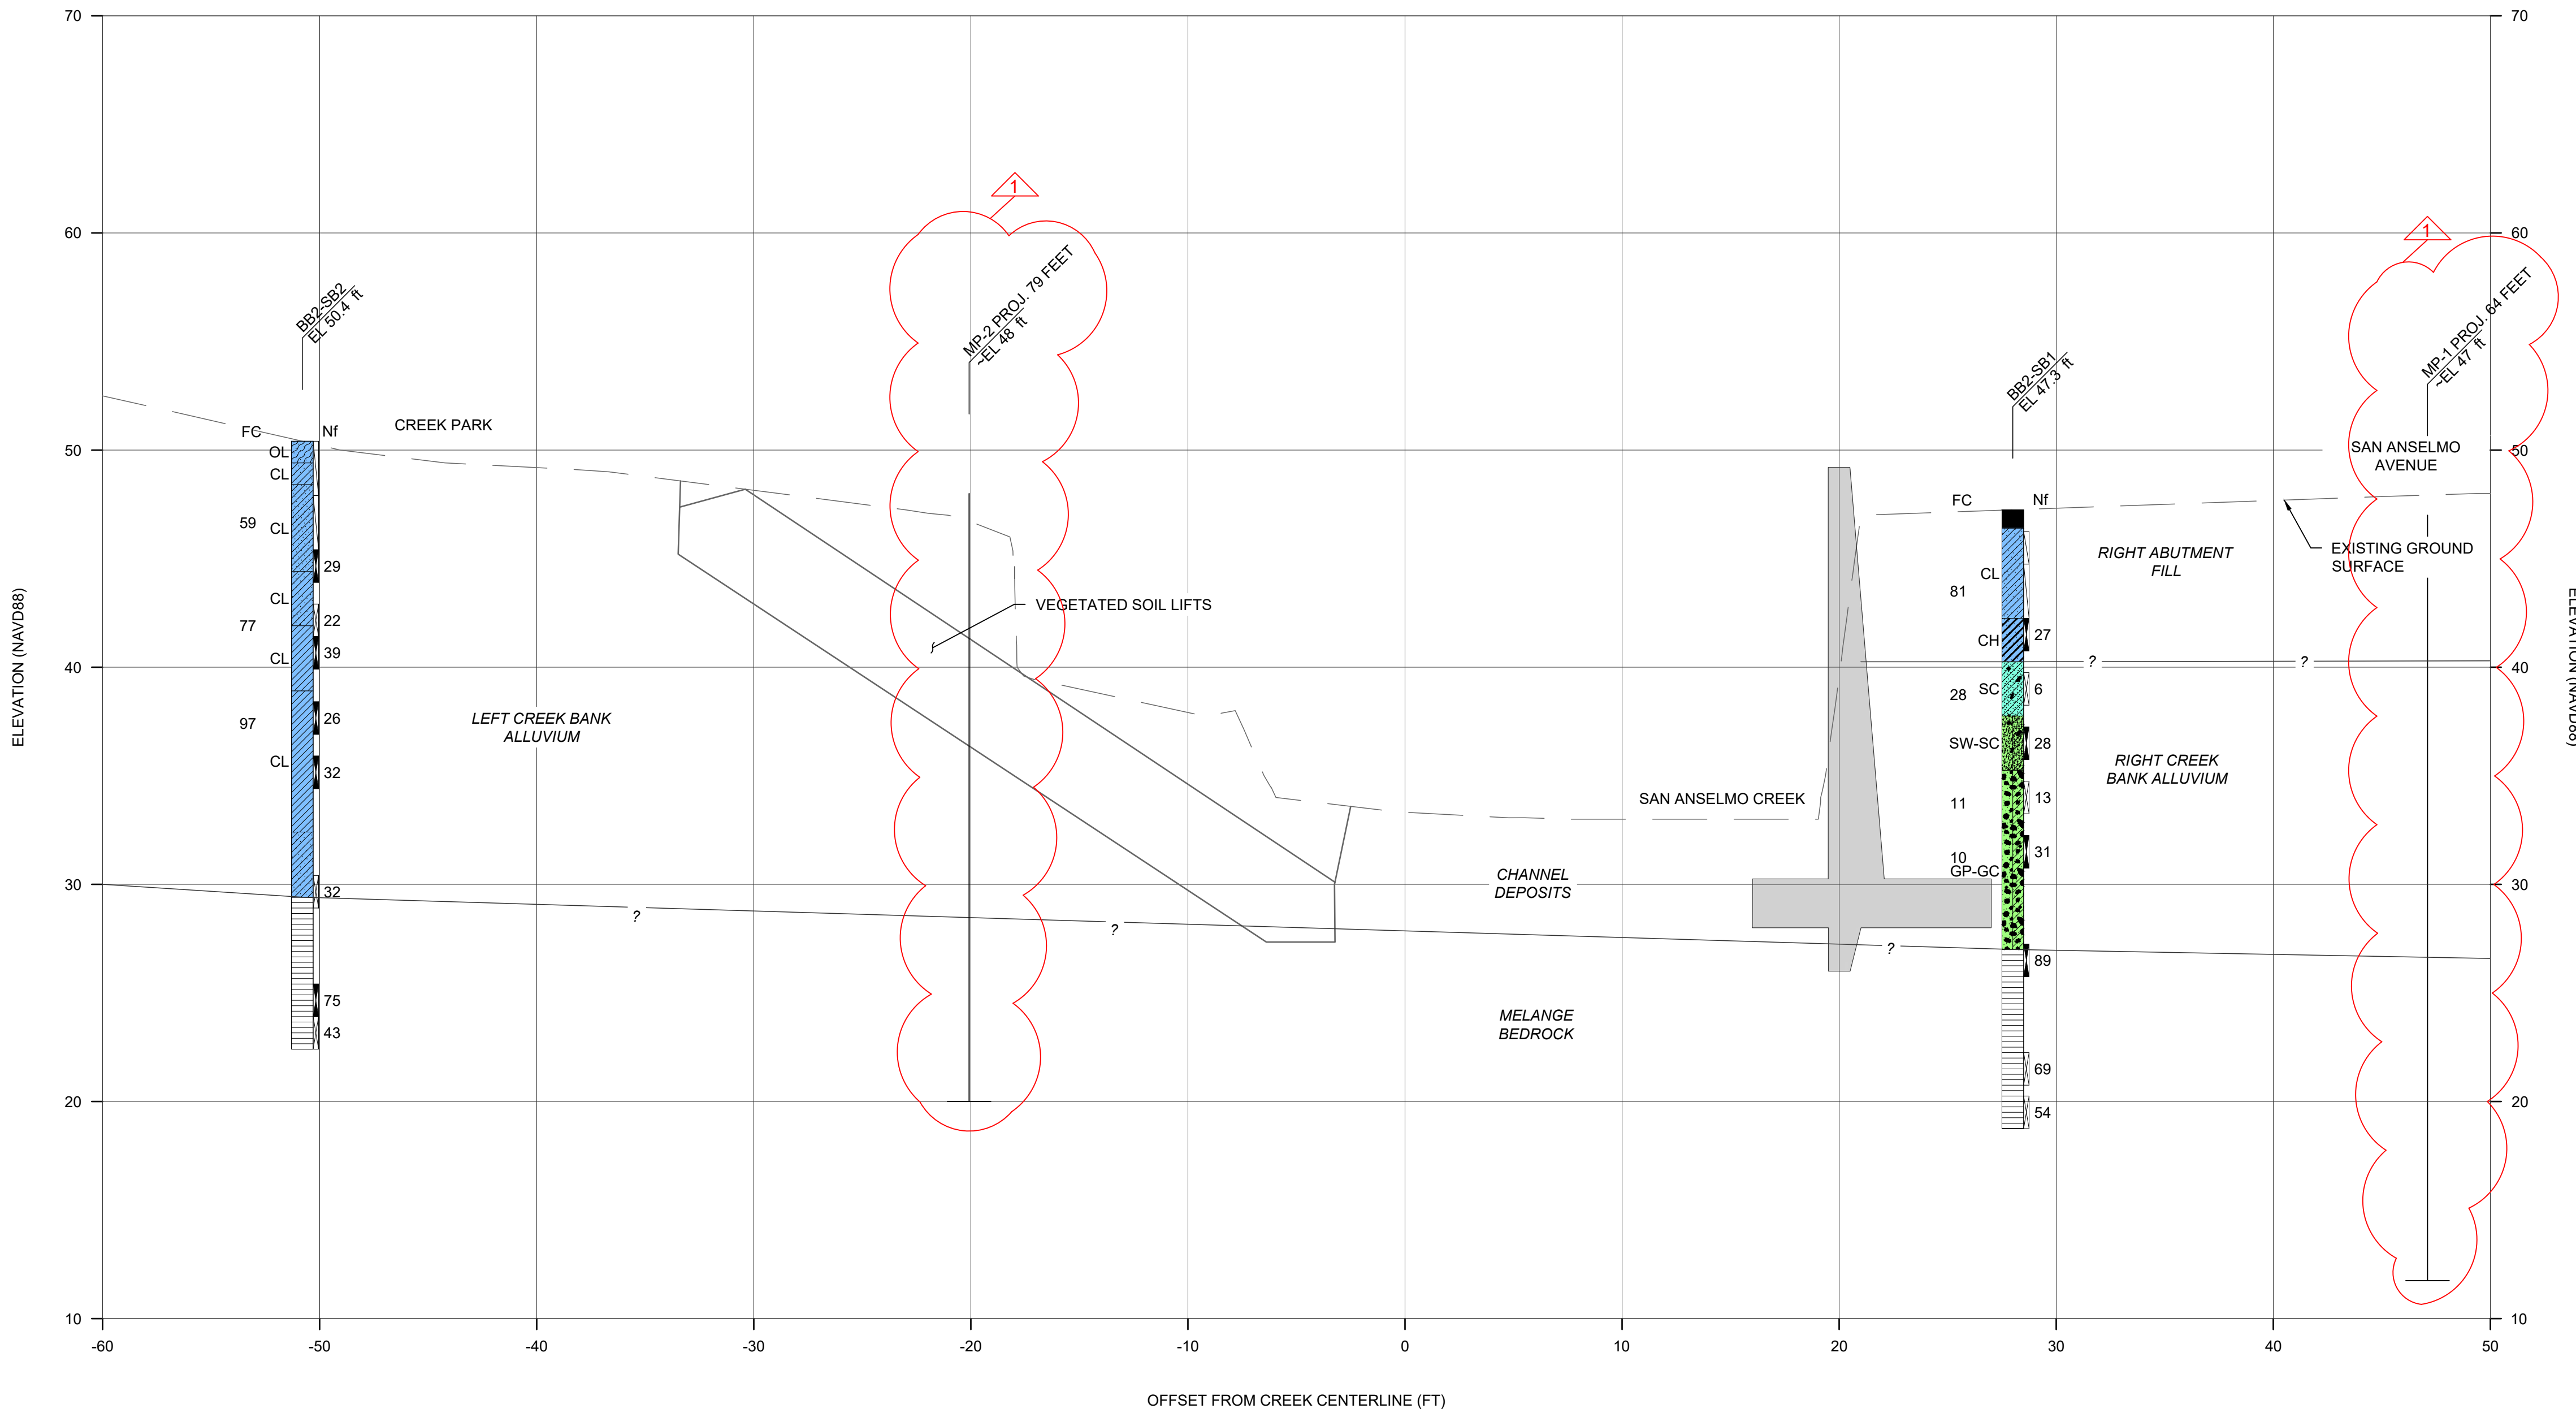 70
70
1
60
1
60
MP-2 PROJ. 79 FEET
~EL 48 ft
MP-1 PROJ. 64 FEET
~EL 47 ft
BB2-SB2
EL 50.4 ft
BB2-SB1
EL 47.3 ft
FC
Nf
CREEK PARK
50
OL
CL
SAN ANSELMO
AVENUE
50
59
CL
FC
Nf
29
RIGHT ABUTMENT
FILL
EXISTING GROUND
SURFACE
CL
81
CL
VEGETATED SOIL LIFTS
77
22
CH
27
39
CL
40
?
?
40
28
SC
6
97
26
LEFT CREEK BANK
ALLUVIUM
SW-SC
28
CL
32
RIGHT CREEK
BANK ALLUVIUM
SAN ANSELMO CREEK
11
13
10
31
GP-GC
30
32
CHANNEL
DEPOSITS
30
?
?
?
89
75
43
MELANGE
BEDROCK
69
54
20
20
10
10
-60
-50
-40
-30
-20
-10
0
10
20
30
40
50
ELEVATION (NAVD88)
ELEVATION (NAVD88)
OFFSET FROM CREEK CENTERLINE (FT)